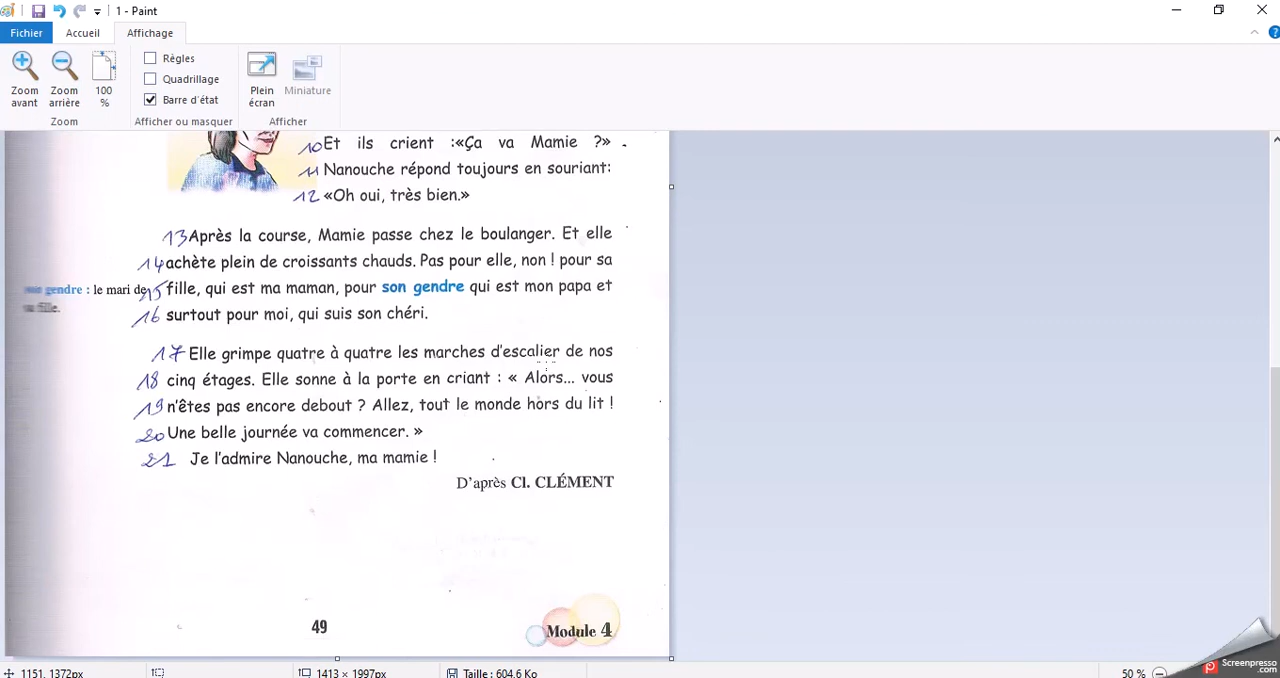 1 - Paint
Fichier Accueil Affichage
Zoom avant
Zoom arrière
100 %
Zoom
Règles
Quadrillage
Barre d'état
Afficher ou masquer
Plein écran
Miniature
Afficher
10 Et ils crient :«Ça va Mamie ?»
11 Nanouche répond toujours en souriant:
12 «Oh oui, très bien.»
13 Après la course, Mamie passe chez le boulanger. Et elle
14 achète plein de croissants chauds. Pas pour elle, non ! pour sa
gendre : le mari de
15 fille, qui est ma maman, pour son gendre qui est mon papa et
fille.
16 surtout pour moi, qui suis son chéri.
17 Elle grimpe quatre à quatre les marches d'escalier de nos
18 cinq étages. Elle sonne à la porte en criant : « Alors... vous
19 n'êtes pas encore debout ? Allez, tout le monde hors du lit !
20 Une belle journée va commencer. »
21 Je l'admire Nanouche, ma mamie !
D'après Cl. CLÉMENT
49
Module 4
1151, 1372px
1413 × 1997px
Taille : 604,6 Ko
50 %
Screenpresso
.com